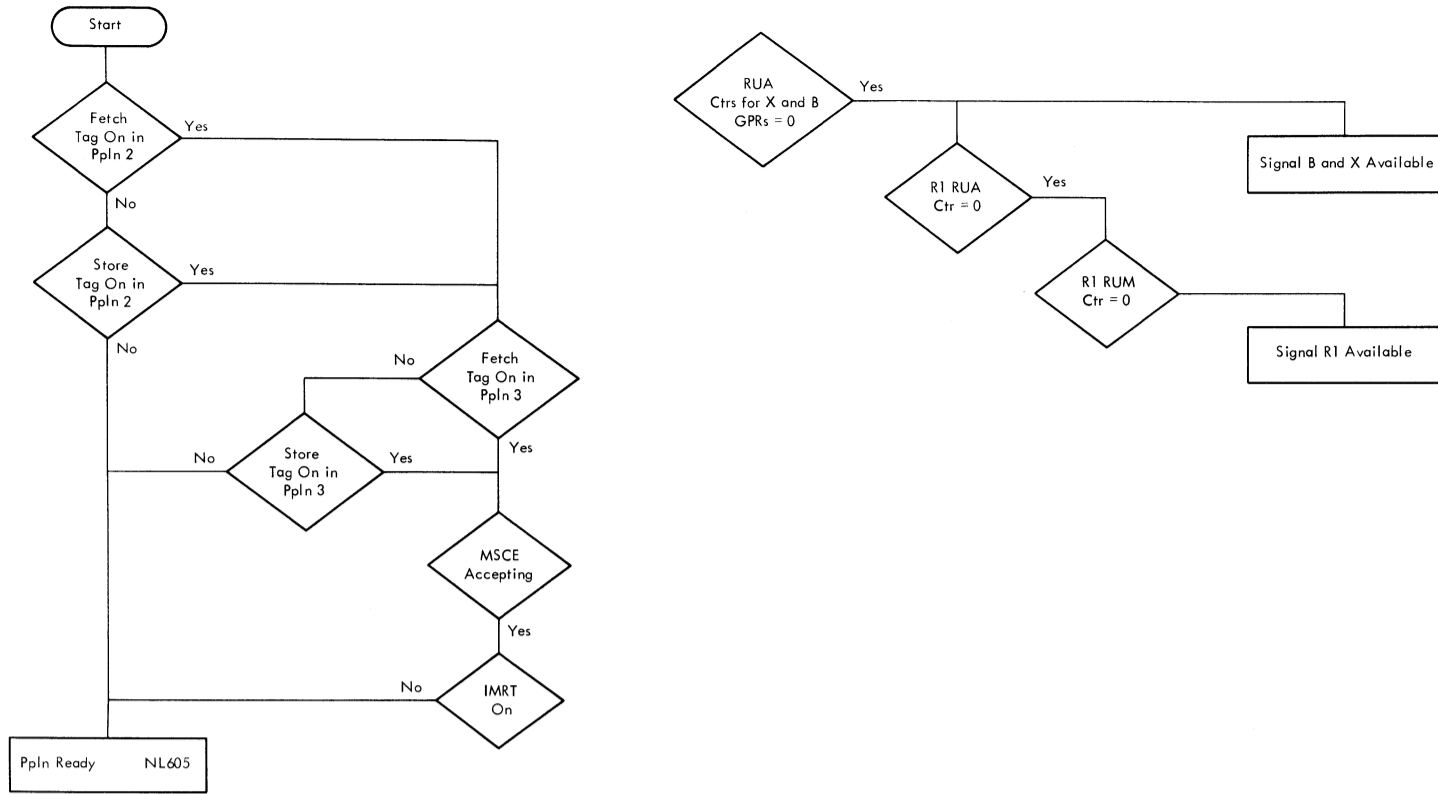 Start
Fetch
Tag On in
Ppln 2
Yes
No
Store
Tag On in
Ppln 2
Yes
No
Fetch
Tag On in
Ppln 3
No
Yes
Store
Tag On in
Ppln 3
No
Yes
MSCE
Accepting
Yes
IMRT
On
No
Ppln Ready NL605
RUA
Ctrs for X and B
GPRs = 0
Yes
Signal B and X Available
R1 RUA
Ctr = 0
Yes
R1 RUM
Ctr = 0
Signal R1 Available